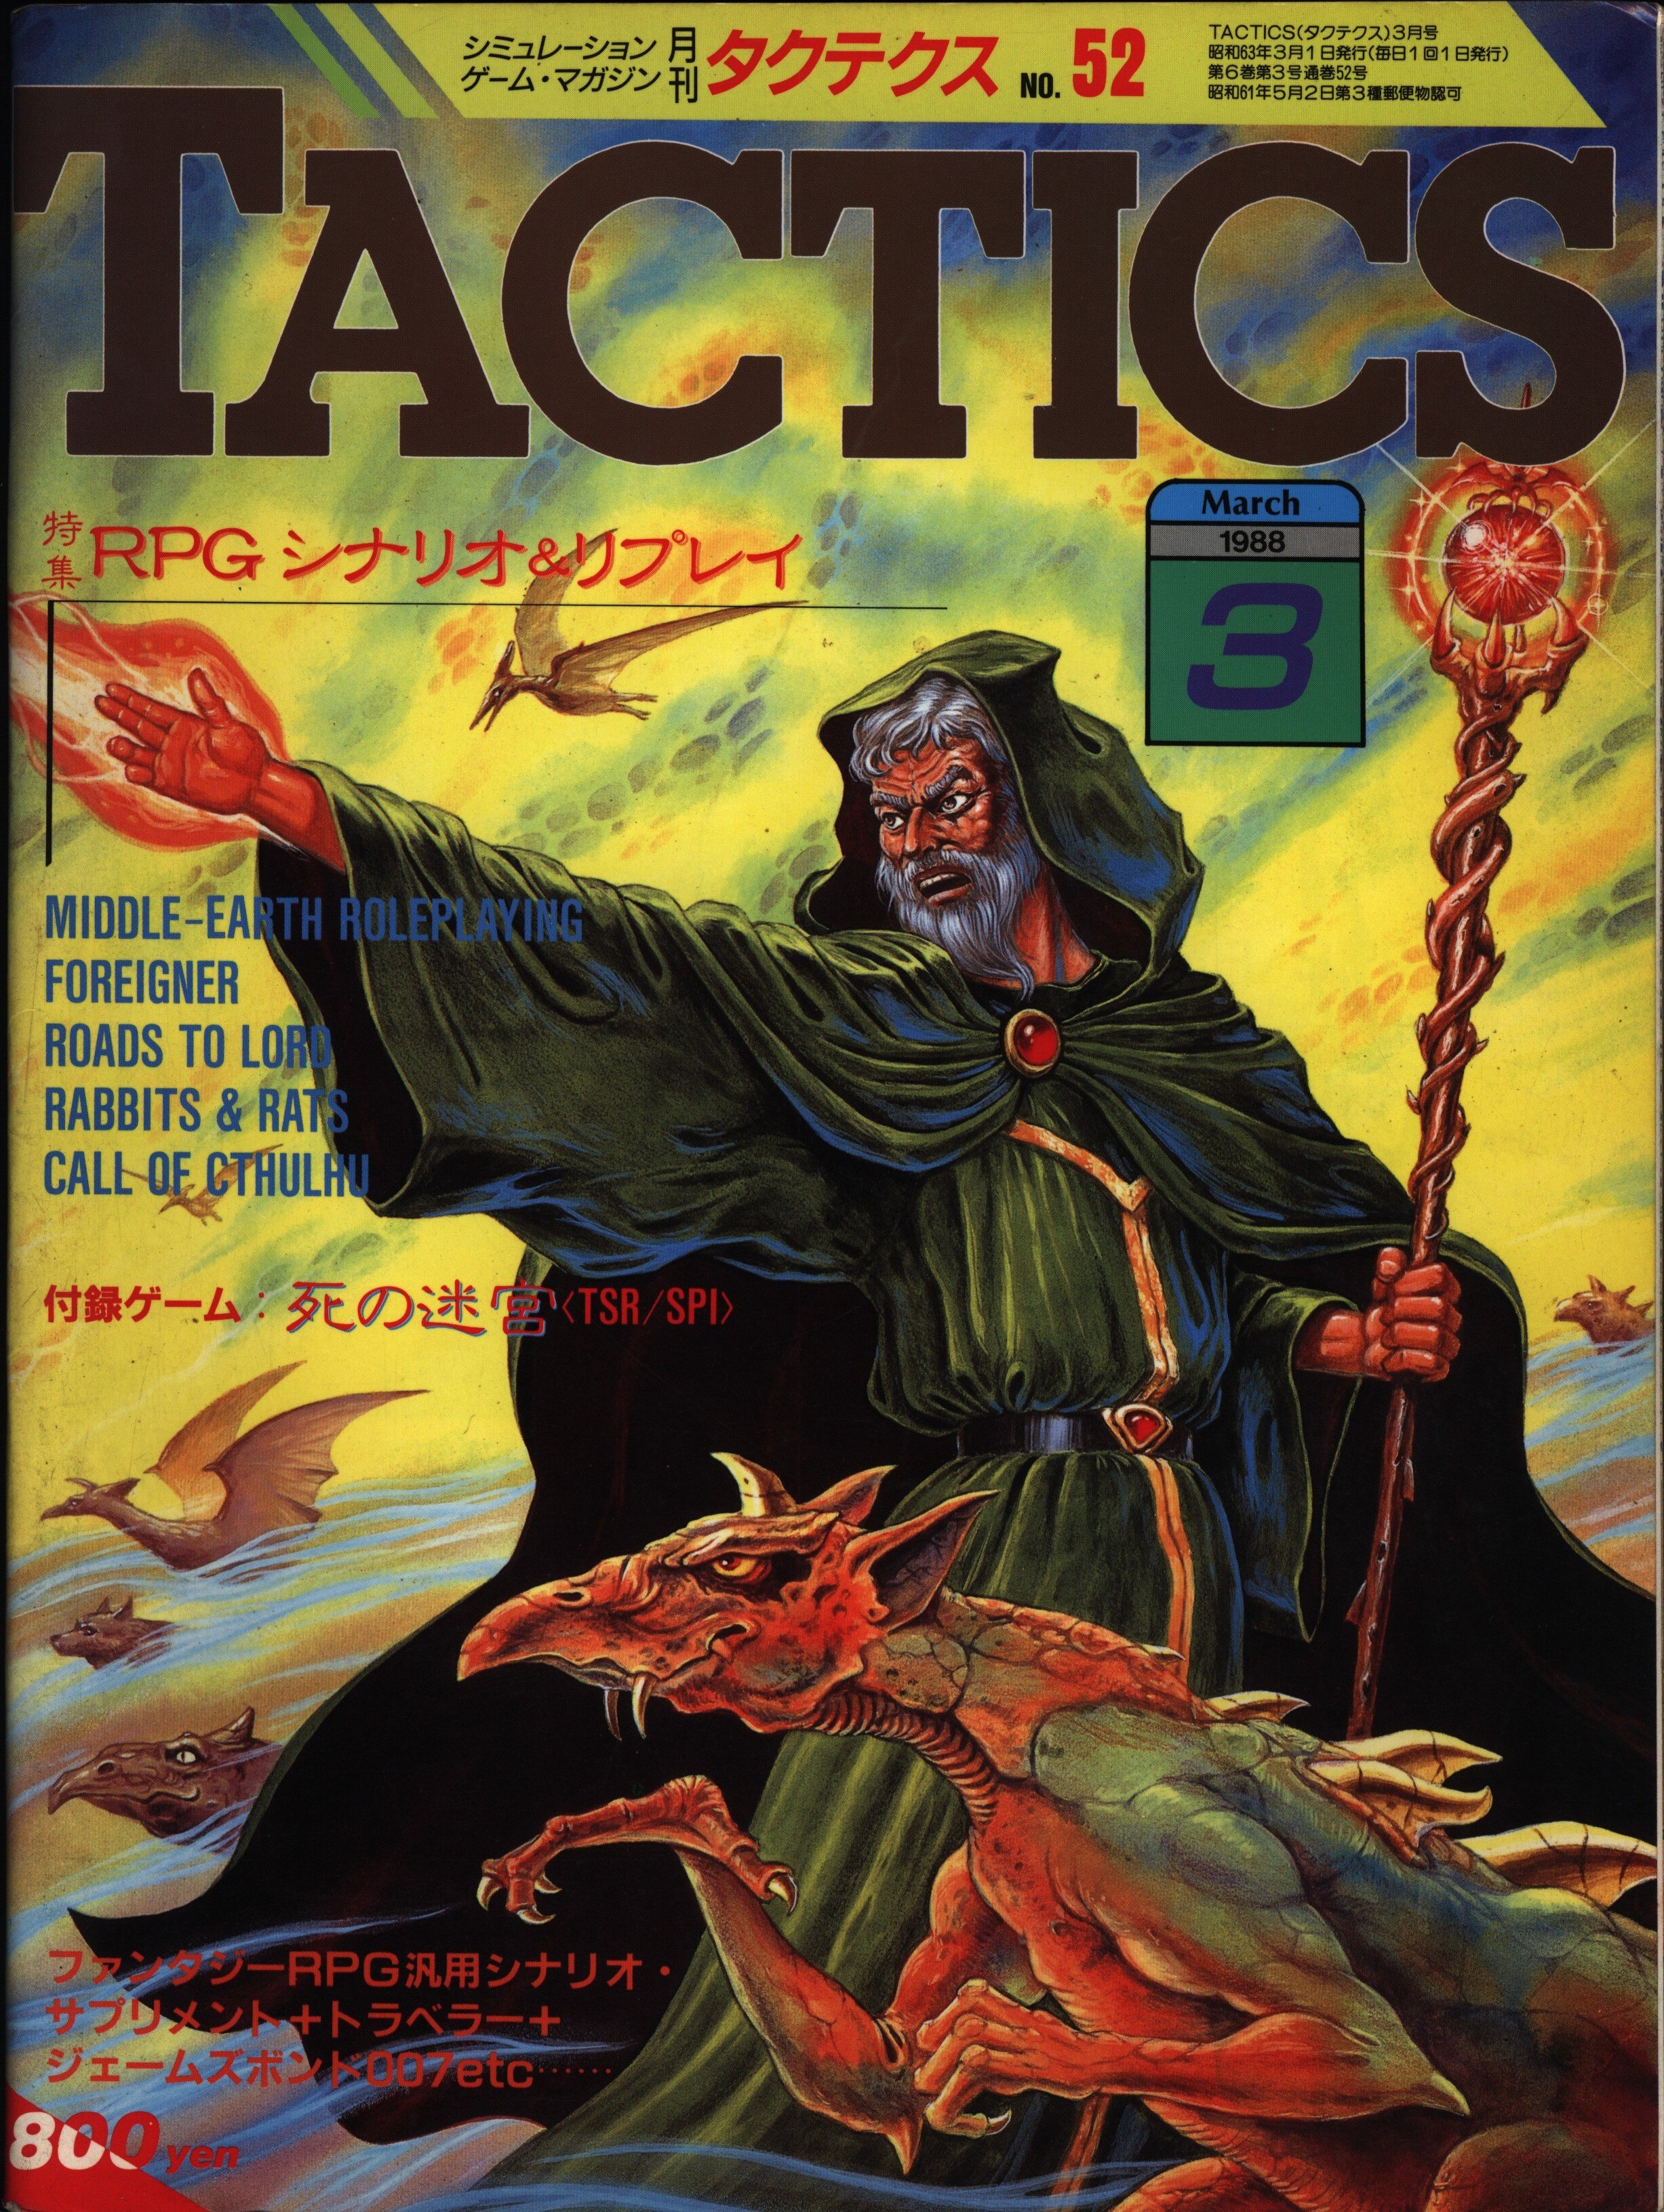 シミュレーション
ゲーム・マガジン
月刊
タクテクス NO. 52
TACTICS(タクテクス)3月号
昭和63年3月1日発行(毎日1回1日発行)
第6巻第3号通巻52号
昭和61年5月2日第3種郵便物認可
TACTICS
特集 RPGシナリオ&リプレイ
March
1988
3
MIDDLE-EARTH ROLEPLAYING
FOREIGNER
ROADS TO LORD
RABBITS & RATS
CALL OF CTHULHU
付録ゲーム：死の迷宮〈TSR/SPI〉
ファンタジーRPG汎用シナリオ・
サプリメント＋トラベラー＋
ジェームズボンド007etc……
800yen